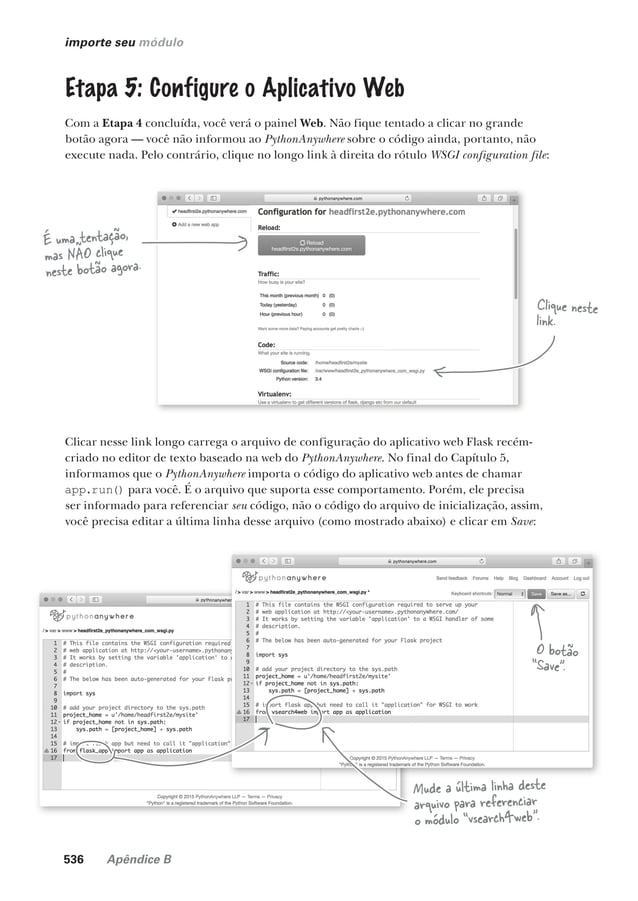 importe seu módulo
Etapa 5: Configure o Aplicativo Web
Com a Etapa 4 concluída, você verá o painel Web. Não fique tentado a clicar no grande
botão agora — você não informou ao PythonAnywhere sobre o código ainda, portanto, não
execute nada. Pelo contrário, clique no longo link à direita do rótulo WSGI configuration file:
pythonanywhere.com
headfirst2e.pythonanywhere.com
Add a new web app
Configuration for headfirst2e.pythonanywhere.com
Reload:
Reload
headfirst2e.pythonanywhere.com
Traffic:
How busy is your site?
This month (previous month) 0 (0)
Today (yesterday) 0 (0)
Hour (previous hour) 0 (0)
Want some more data? Paying accounts get pretty charts ;-)
Code:
What your site is running.
Source code: /home/headfirst2e/mysite
WSGI configuration file: /var/www/headfirst2e_pythonanywhere_com_wsgi.py
Python version: 3.4
Virtualenv:
Use a virtualenv to get different versions of flask, django etc from our default
É uma tentação,
mas NÃO clique
neste botão agora.
Clique neste
link.
Clicar nesse link longo carrega o arquivo de configuração do aplicativo web Flask recém-
criado no editor de texto baseado na web do PythonAnywhere. No final do Capítulo 5,
informamos que o PythonAnywhere importa o código do aplicativo web antes de chamar
app.run() para você. É o arquivo que suporta esse comportamento. Porém, ele precisa
ser informado para referenciar seu código, não o código do arquivo de inicialização, assim,
você precisa editar a última linha desse arquivo (como mostrado abaixo) e clicar em Save:
pythonanywhere.com
pythonanywhere
Send feedback Forums Help Blog Dashboard Account Log out
/ > var > www > headfirst2e_pythonanywhere_com_wsgi.py *
Keyboard shortcuts: Normal Save Save as...
1 # This file contains the WSGI configuration required to serve up your
2 # web application at http://<your-username>.pythonanywhere.com/
3 # It works by setting the variable 'application' to a WSGI handler of some
4 # description.
5 #
6 # The below has been auto-generated for your Flask project
7
8 import sys
9
10 # add your project directory to the sys.path
11 project_home = u'/home/headfirst2e/mysite'
12 if project_home not in sys.path:
13 sys.path = [project_home] + sys.path
14
15 # import flask app but need to call it "application" for WSGI to work
16 from vsearch4web import app as application
17
Copyright © 2015 PythonAnywhere LLP — Terms — Privacy
"Python" is a registered trademark of the Python Software Foundation.
pythonanywh
pythonanywhere
/ > var > www > headfirst2e_pythonanywhere_com_wsgi.py
1 # This file contains the WSGI configuration required
2 # web application at http://<your-username>.pythonany
3 # It works by setting the variable 'application' to
4 # description.
5 #
6 # The below has been auto-generated for your Flask p
7
8 import sys
9
10 # add your project directory to the sys.path
11 project_home = u'/home/headfirst2e/mysite'
12 if project_home not in sys.path:
13 sys.path = [project_home] + sys.path
14
15 # import flask app but need to call it "application"
16 from flask_app import app as application
17
Copyright © 2015 PythonAnywhere LLP — Terms — Privacy
"Python" is a registered trademark of the Python Software Foundation.
O botão
"Save".
Mude a última linha deste
arquivo para referenciar
o módulo "vsearch4web".
536 Apêndice B